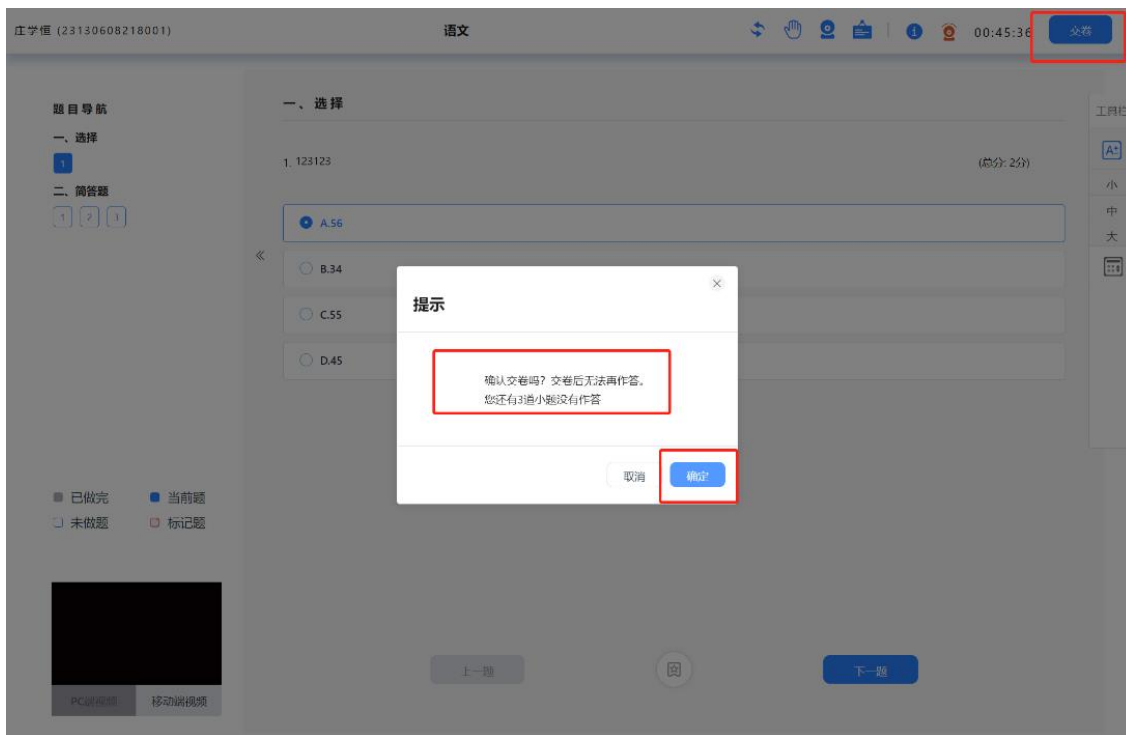 庄学恒 (23130608218001)
语文
00:45:36
交卷
题目导航
一、选择
1
二、简答题
1 2 3
一、选择
1. 123123
(总分: 2分)
A.56
B.34
C.55
D.45
工具栏
A+
小
中
大
提示
确认交卷吗？交卷后无法再作答。
您还有3道小题没有作答
取消
确定
已做完
当前题
未做题
标记题
PC端视频
移动端视频
上一题
下一题